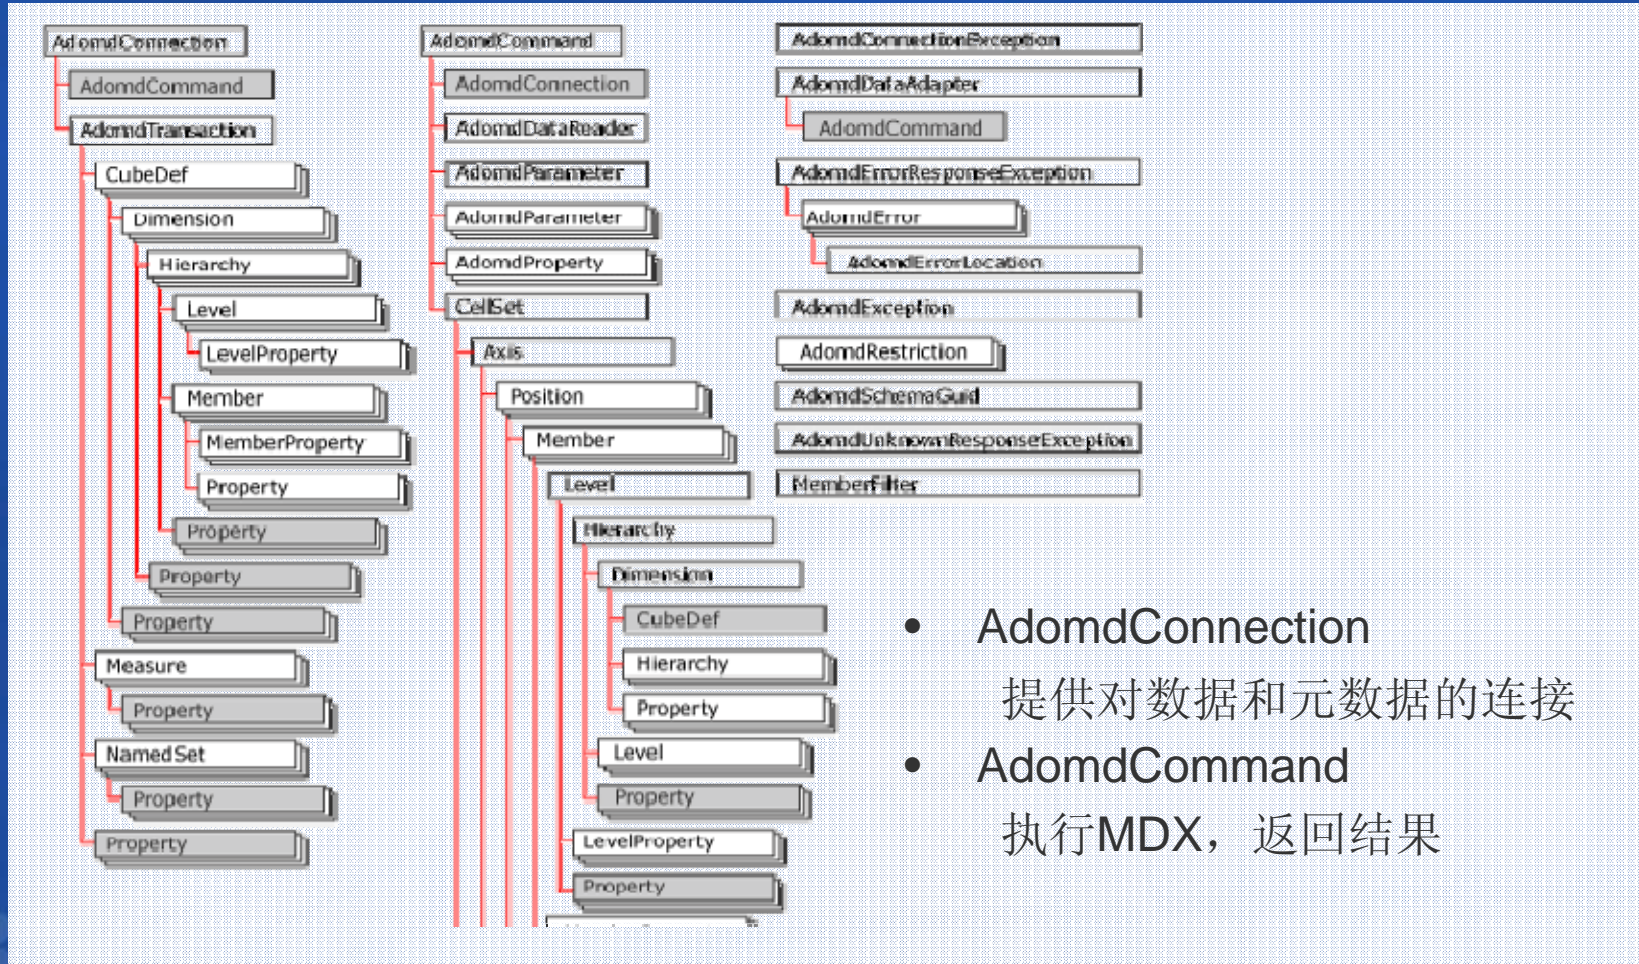 AdomdConnection
AdomdCommand
AdomdTransaction
CubeDef
Dimension
Hierarchy
Level
LevelProperty
Member
MemberProperty
Property
Property
Property
Property
Measure
Property
NamedSet
Property
Property
AdomdCommand
AdomdConnection
AdomdDataReader
AdomdParameter
AdomdParameter
AdomdProperty
CellSet
Axis
Position
Member
Level
Hierarchy
Dimension
CubeDef
Hierarchy
Property
Level
Property
LevelProperty
Property
AdomdConnectionException
AdomdDataAdapter
AdomdCommand
AdomdErrorResponseException
AdomdError
AdomdErrorLocation
AdomdException
AdomdRestriction
AdomdSchemaGuid
AdomdUnknownResponseException
MemberFilter
• AdomdConnection
提供对数据和元数据的连接
• AdomdCommand
执行MDX，返回结果